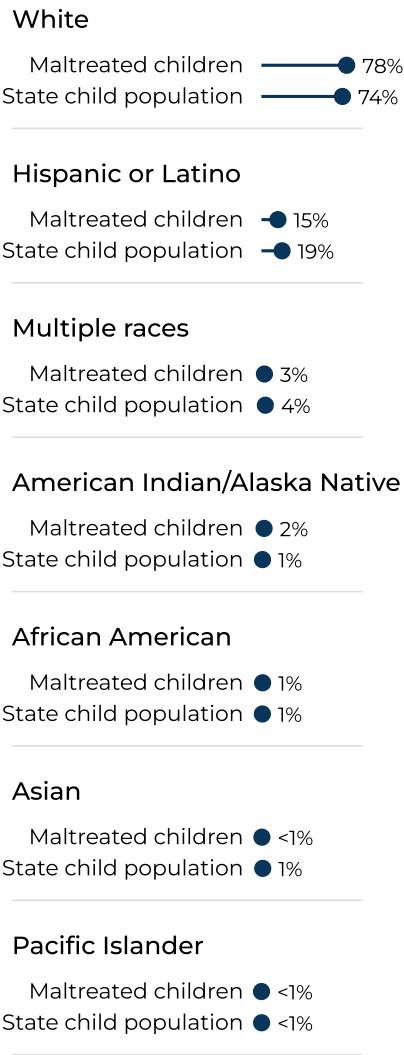 White
Maltreated children 78%
State child population 74%
Hispanic or Latino
Maltreated children 15%
State child population 19%
Multiple races
Maltreated children 3%
State child population 4%
American Indian/Alaska Native
Maltreated children 2%
State child population 1%
African American
Maltreated children 1%
State child population 1%
Asian
Maltreated children <1%
State child population 1%
Pacific Islander
Maltreated children <1%
State child population <1%